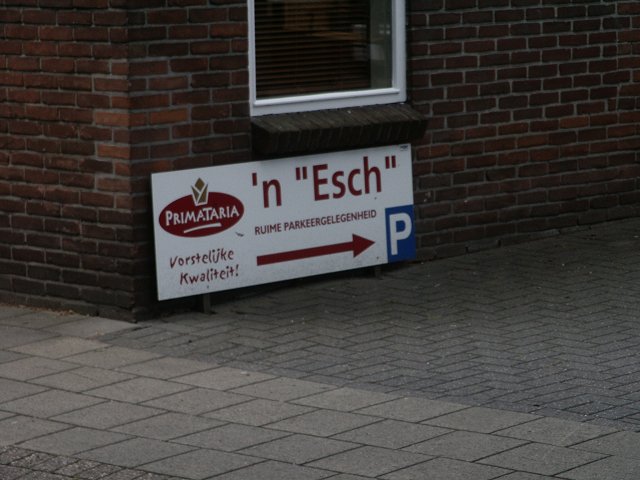 'n "Esch"
PRIMATARIA
RUIME PARKEERGELEGENHEID
P
Vorstelijke
Kwaliteit!